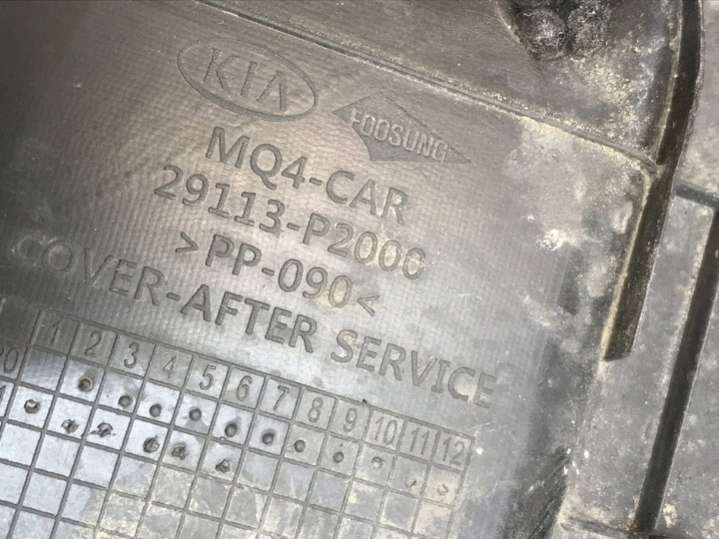 KIA
FOOSUNG
MQ4-CAR
29113-P2000
>PP-090<
COVER-AFTER SERVICE
1 2 3 4 5 6 7 8 9 10 11 12
20